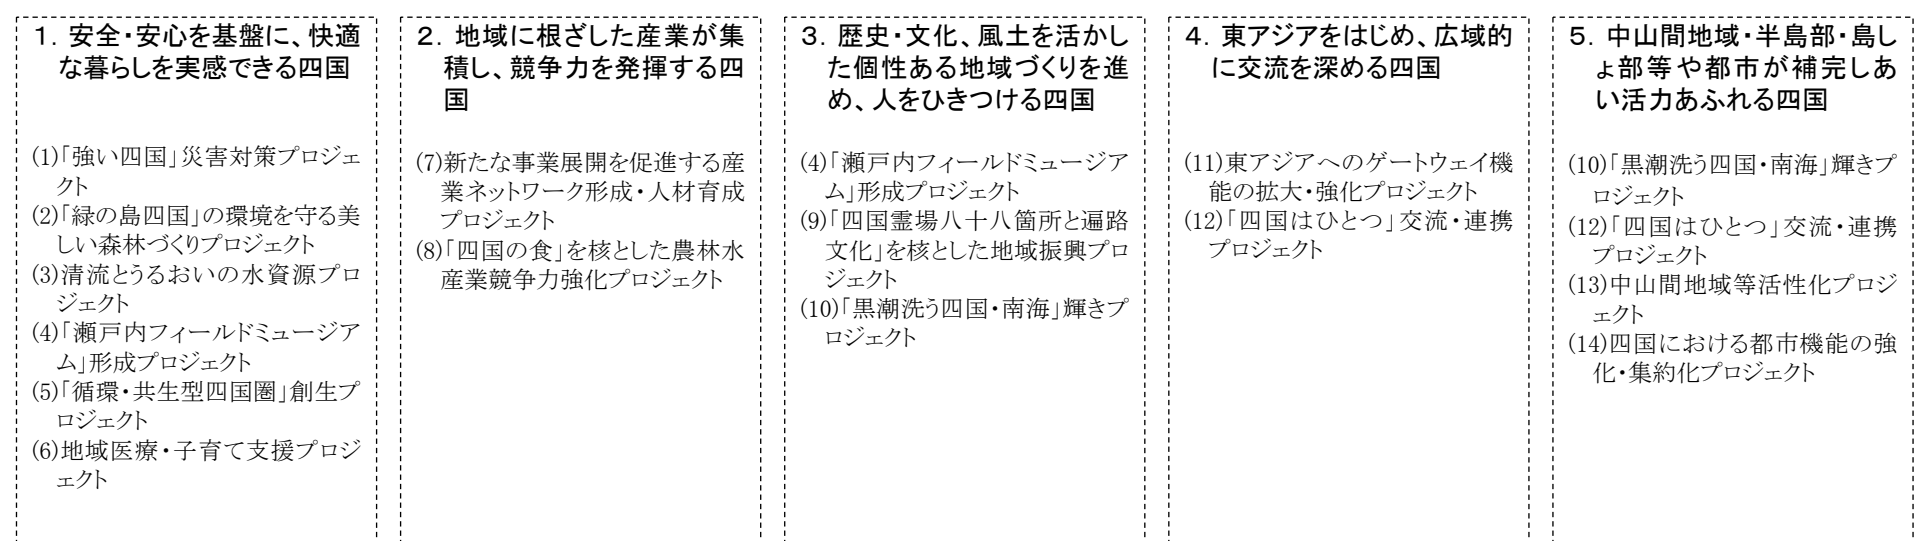 1．安全・安心を基盤に、快適
な暮らしを実感できる四国
(1)「強い四国」災害対策プロジェ
クト
(2)「緑の島四国」の環境を守る美
しい森林づくりプロジェクト
(3)清流とうるおいの水資源プロ
ジェクト
(4)「瀬戸内フィールドミュージア
ム」形成プロジェクト
(5)「循環・共生型四国圏」創生プ
ロジェクト
(6)地域医療・子育て支援プロジ
ェクト
2．地域に根ざした産業が集
積し、競争力を発揮する四
国
(7)新たな事業展開を促進する産
業ネットワーク形成・人材育成
プロジェクト
(8)「四国の食」を核とした農林水
産業競争力強化プロジェクト
3．歴史・文化、風土を活かし
た個性ある地域づくりを進
め、人をひきつける四国
(4)「瀬戸内フィールドミュージア
ム」形成プロジェクト
(9)「四国霊場八十八箇所と遍路
文化」を核とした地域振興プロ
ジェクト
(10)「黒潮洗う四国・南海」輝きプ
ロジェクト
4．東アジアをはじめ、広域的
に交流を深める四国
(11)東アジアへのゲートウェイ機
能の拡大・強化プロジェクト
(12)「四国はひとつ」交流・連携
プロジェクト
5．中山間地域・半島部・島し
ょ部等や都市が補完しあ
い活力あふれる四国
(10)「黒潮洗う四国・南海」輝きプ
ロジェクト
(12)「四国はひとつ」交流・連携
プロジェクト
(13)中山間地域等活性化プロジ
ェクト
(14)四国における都市機能の強
化・集約化プロジェクト